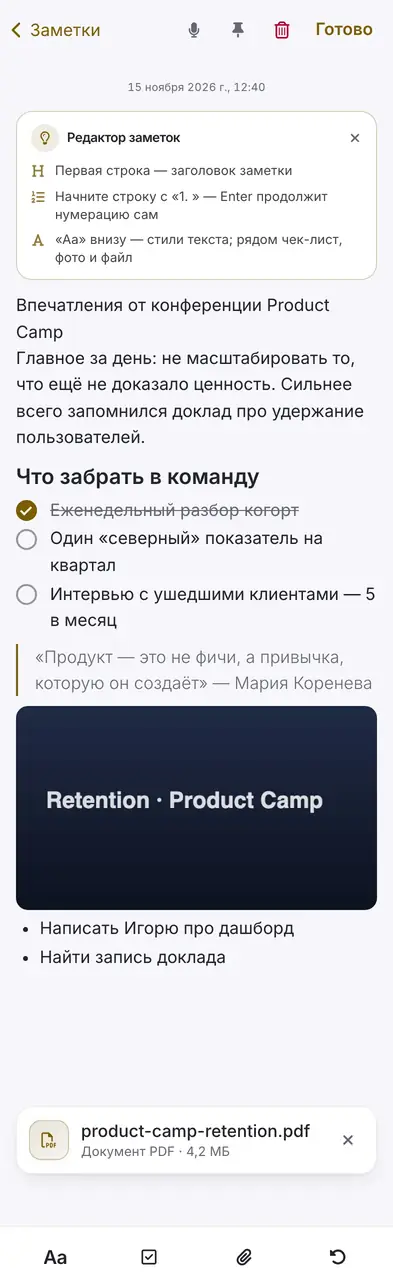 Заметки
Готово
15 ноября 2026 г., 12:40
Редактор заметок
H Первая строка — заголовок заметки
Начните строку с «1. » — Enter продолжит
нумерацию сам
A «Aa» внизу — стили текста; рядом чек-лист,
фото и файл
Впечатления от конференции Product
Camp
Главное за день: не масштабировать то,
что ещё не доказало ценность. Сильнее
всего запомнился доклад про удержание
пользователей.
Что забрать в команду
Еженедельный разбор когорт
Один «северный» показатель на
квартал
Интервью с ушедшими клиентами — 5
в месяц
«Продукт — это не фичи, а привычка,
которую он создаёт» — Мария Коренева
Retention · Product Camp
• Написать Игорю про дашборд
• Найти запись доклада
PDF
product-camp-retention.pdf
Документ PDF · 4,2 МБ
Aa